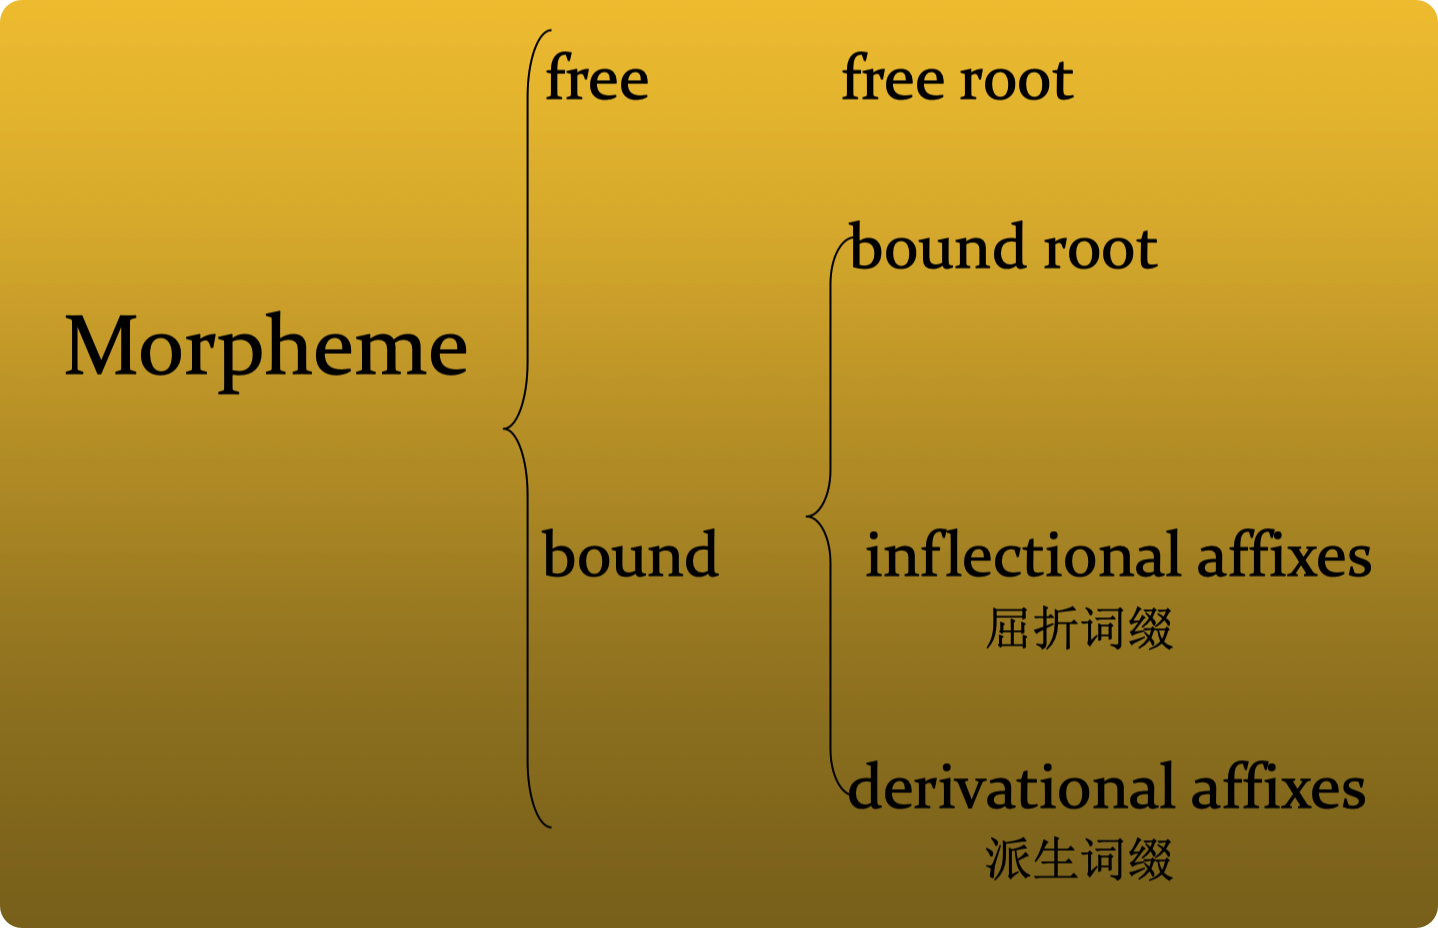 free free root
bound root
Morpheme
bound inflectional affixes
屈折词缀
derivational affixes
派生词缀